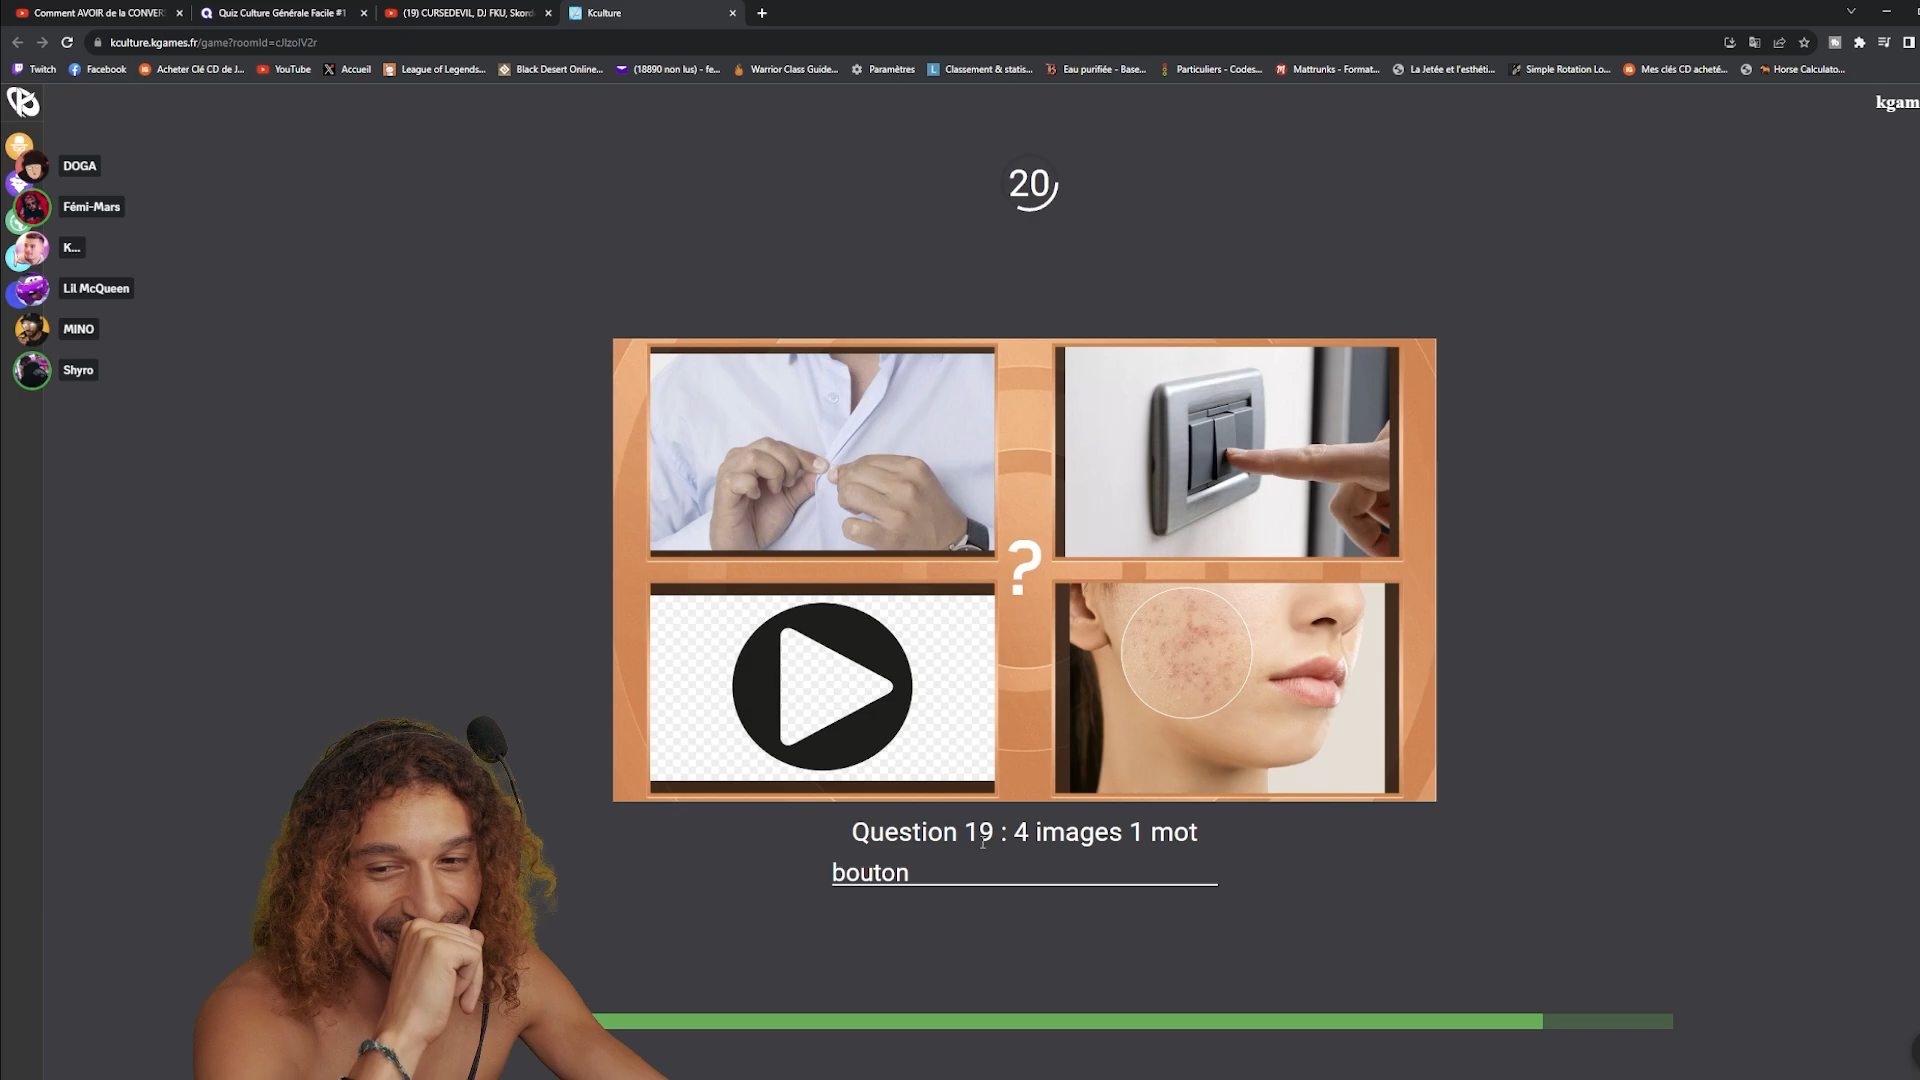 Comment AVOIR de la CONVER
Quiz Culture Générale Facile #1
(19) CURSEDEVIL, DJ FKU, Skord
Kculture
kculture.kgames.fr/game?roomId=cJIzoIV2r
Twitch
Facebook
Acheter Clé CD de J...
YouTube
Accueil
League of Legends...
Black Desert Online...
(18890 non lus) - fe...
Warrior Class Guide...
Paramètres
Classement & statis...
Eau purifiée - Base...
Particuliers - Codes...
Mattrunks - Format...
La Jetée et l'esthéti...
Simple Rotation Lo...
Mes clés CD acheté...
Horse Calculato...
kgam
DOGA
Fémi-Mars
K...
Lil McQueen
MINO
Shyro
20
?
Question 19 : 4 images 1 mot
bouton